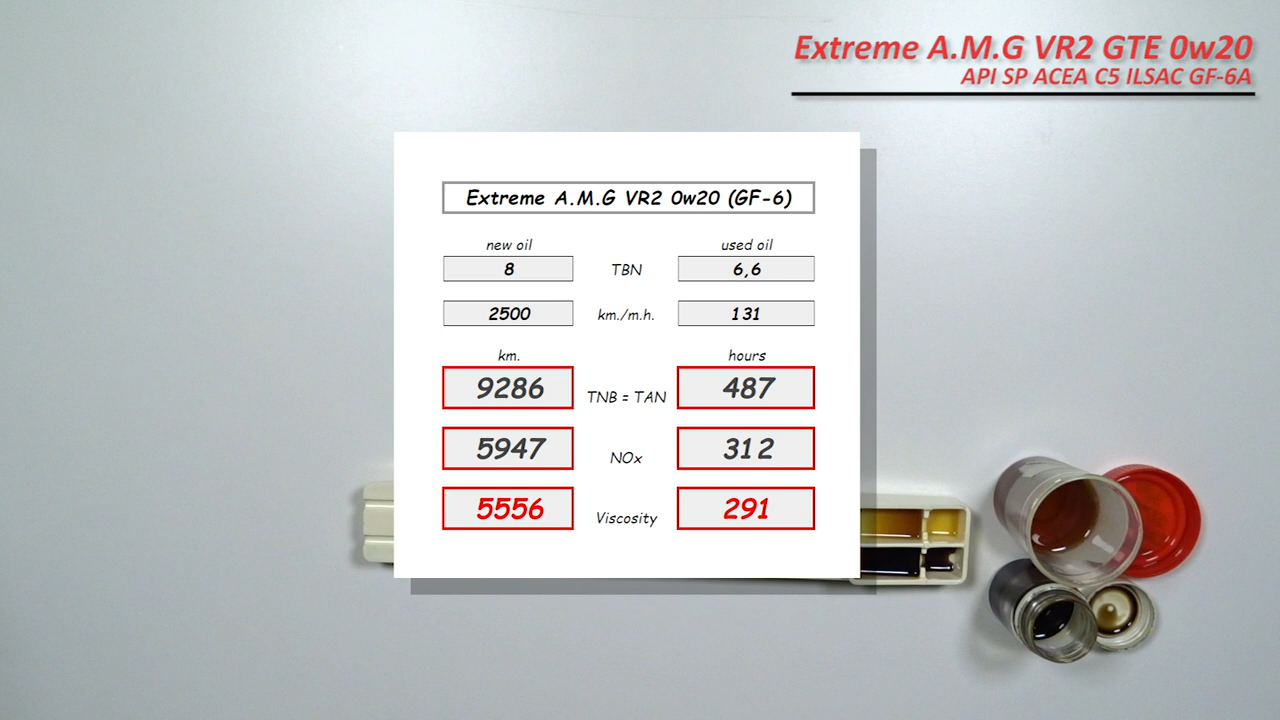 Extreme A.M.G VR2 GTE 0w20
API SP ACEA C5 ILSAC GF-6A
Extreme A.M.G VR2 0w20 (GF-6)
new oil used oil
8 TBN 6,6
2500 km./m.h. 131
km. hours
9286 TNB = TAN 487
5947 NOx 312
5556 Viscosity 291